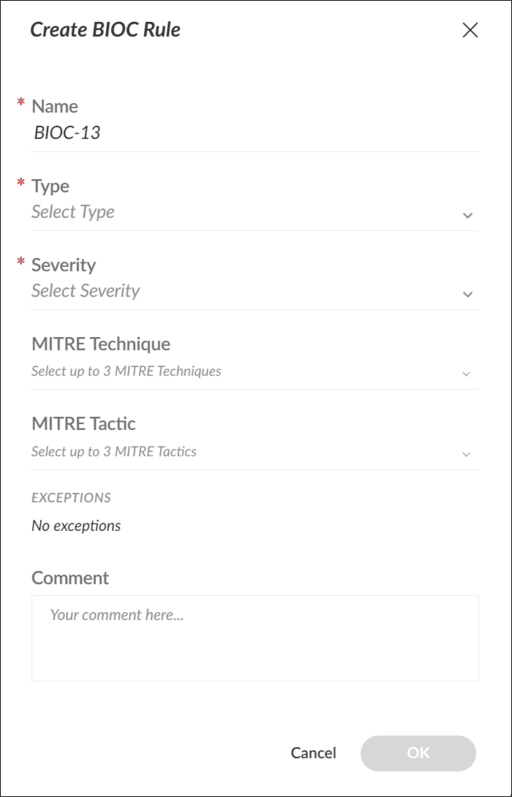 Create BIOC Rule
* Name
BIOC-13
* Type
Select Type
* Severity
Select Severity
MITRE Technique
Select up to 3 MITRE Techniques
MITRE Tactic
Select up to 3 MITRE Tactics
EXCEPTIONS
No exceptions
Comment
Your comment here...
Cancel OK